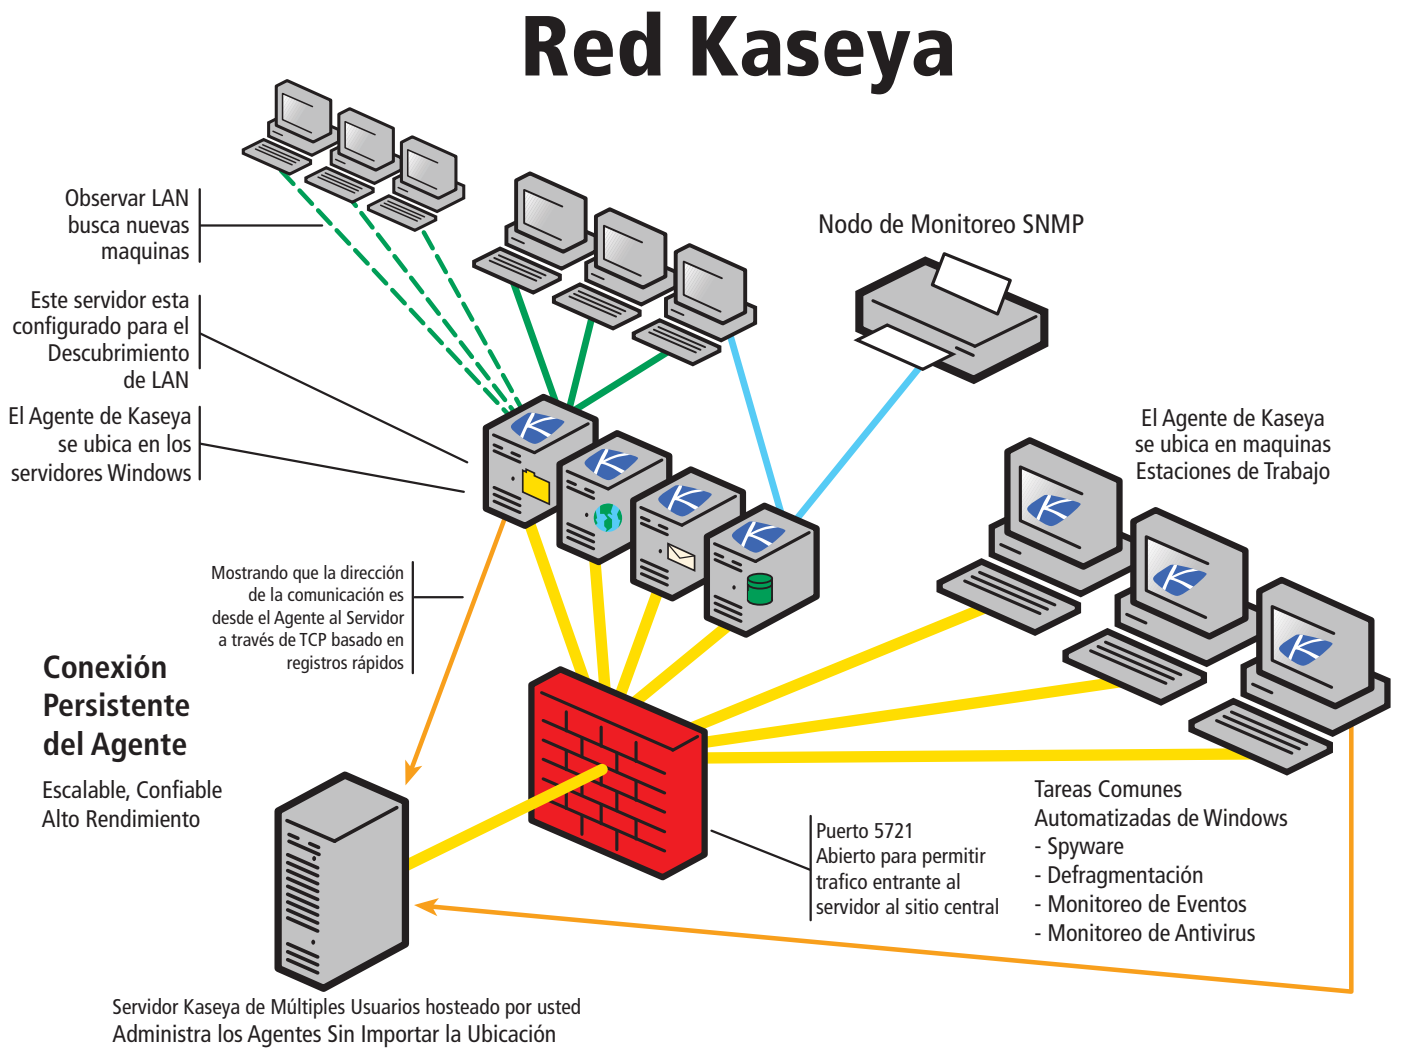 Red Kaseya
Observar LAN
busca nuevas
maquinas
Este servidor esta
configurado para el
Descubrimiento
de LAN
El Agente de Kaseya
se ubica en los
servidores Windows
Nodo de Monitoreo SNMP
El Agente de Kaseya
se ubica en maquinas
Estaciones de Trabajo
Mostrando que la dirección
de la comunicación es
desde el Agente al Servidor
a través de TCP basado en
registros rápidos
Conexión
Persistente
del Agente
Escalable, Confiable
Alto Rendimiento
Puerto 5721
Abierto para permitir
trafico entrante al
servidor al sitio central
Tareas Comunes
Automatizadas de Windows
- Spyware
- Defragmentación
- Monitoreo de Eventos
- Monitoreo de Antivirus
Servidor Kaseya de Múltiples Usuarios hosteado por usted
Administra los Agentes Sin Importar la Ubicación